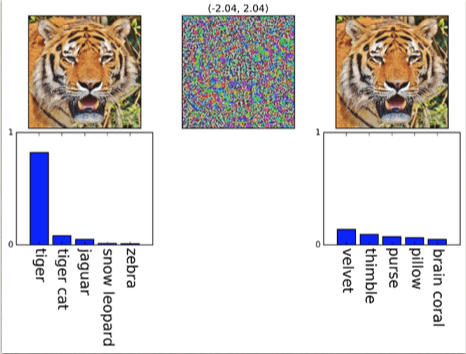 (-2.04, 2.04)
1
0
tiger
tiger cat
jaguar
snow leopard
zebra
1
0
velvet
thimble
purse
pillow
brain coral